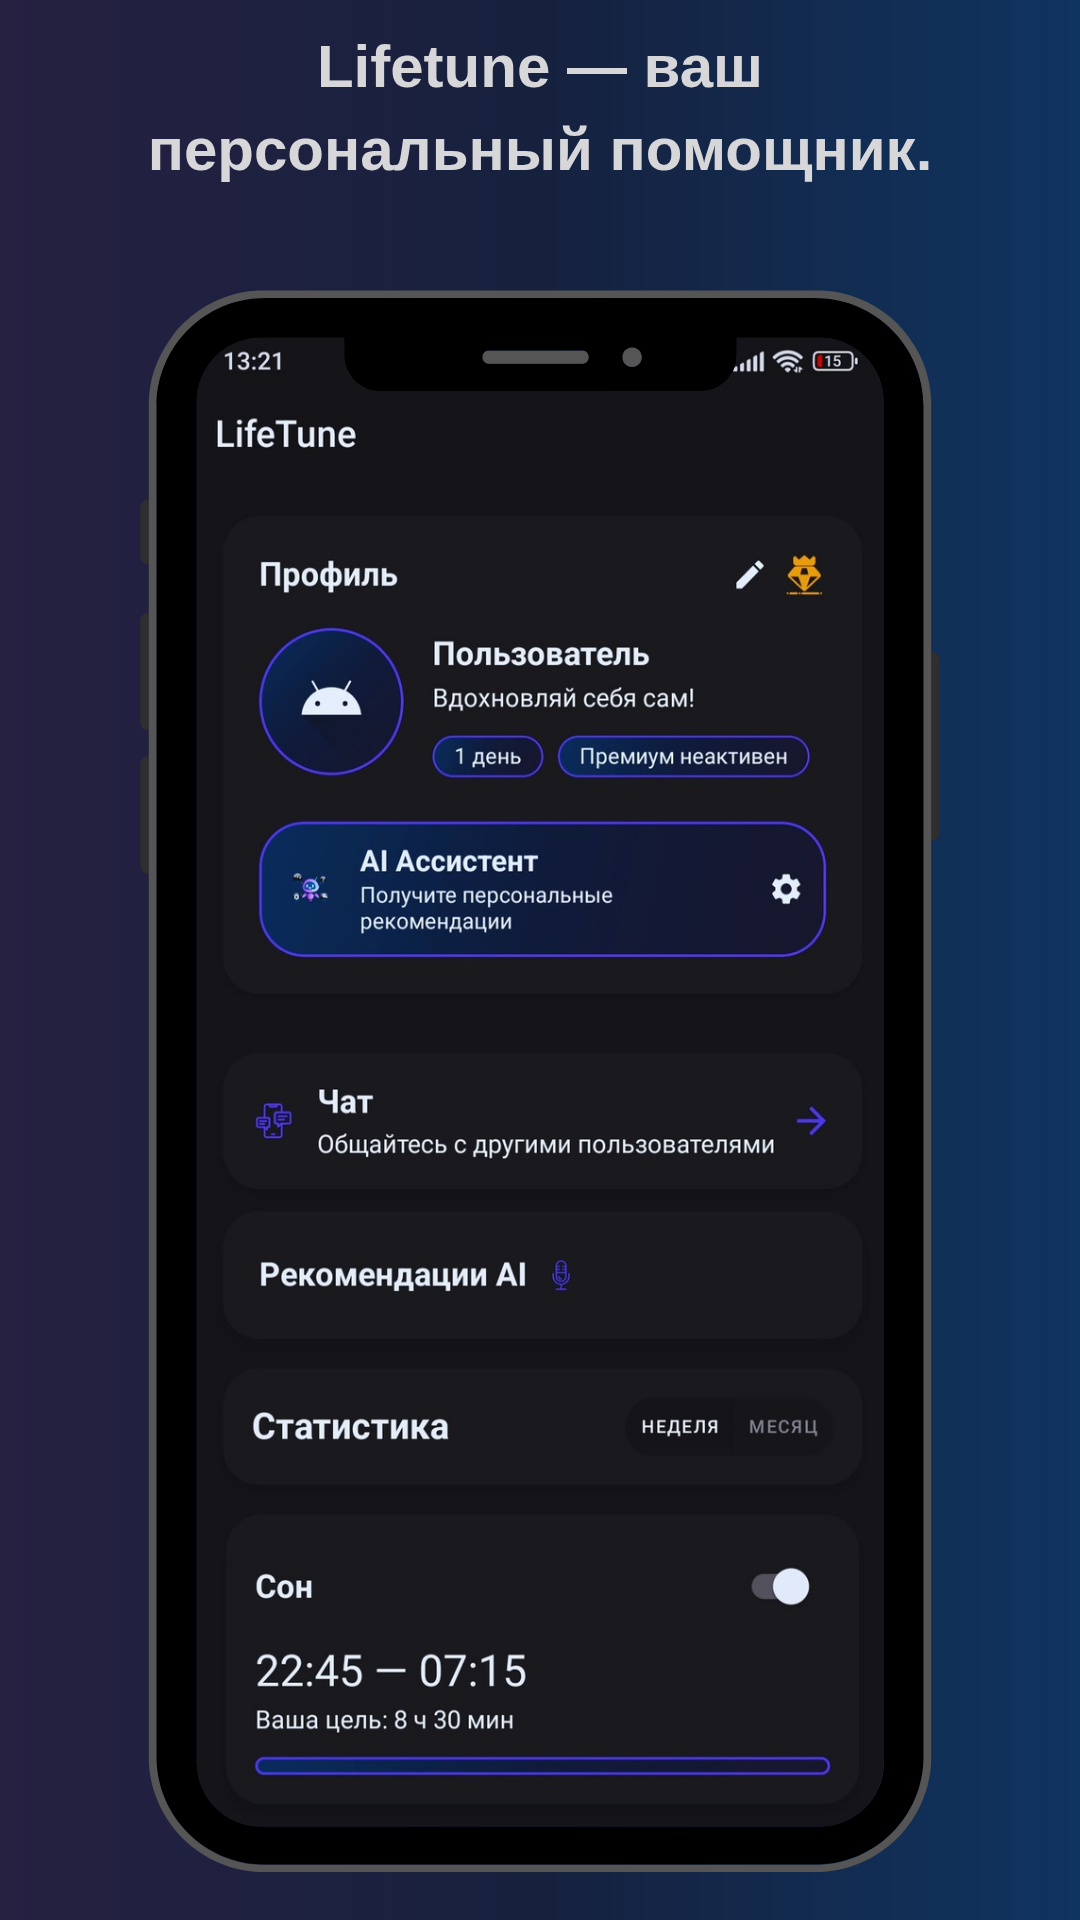 Lifetune — ваш
персональный помощник.
13:21
15
LifeTune
Профиль
Пользователь
Вдохновляй себя сам!
1 день
Премиум неактивен
AI Ассистент
Получите персональные
рекомендации
Чат
Общайтесь с другими пользователями
Рекомендации AI
Статистика
НЕДЕЛЯ
МЕСЯЦ
Сон
22:45 — 07:15
Ваша цель: 8 ч 30 мин